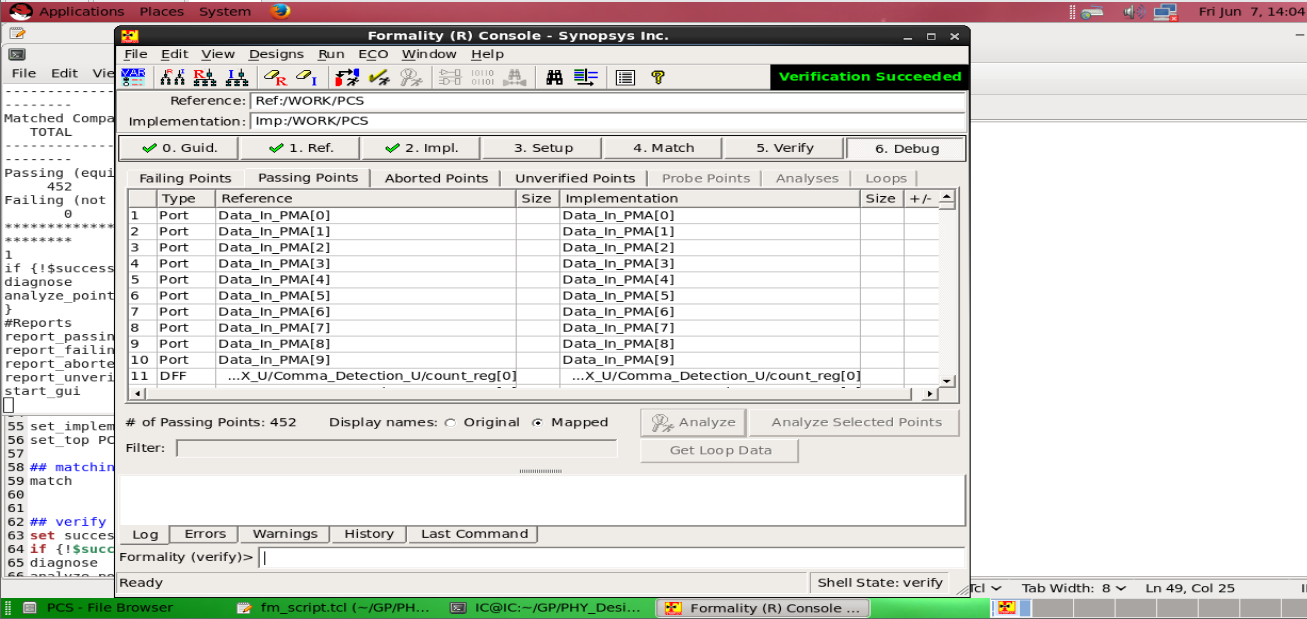 Applications Places System Fri Jun 7, 14:04
Formality (R) Console - Synopsys Inc.
File Edit View Designs Run ECO Window Help
Verification Succeeded
Reference: Ref:/WORK/PCS
Implementation: Imp:/WORK/PCS
0. Guid. 1. Ref. 2. Impl. 3. Setup 4. Match 5. Verify 6. Debug
Failing Points Passing Points Aborted Points Unverified Points Probe Points Analyses Loops
Type Reference Size Implementation Size +/-
1 Port Data_In_PMA[0] Data_In_PMA[0]
2 Port Data_In_PMA[1] Data_In_PMA[1]
3 Port Data_In_PMA[2] Data_In_PMA[2]
4 Port Data_In_PMA[3] Data_In_PMA[3]
5 Port Data_In_PMA[4] Data_In_PMA[4]
6 Port Data_In_PMA[5] Data_In_PMA[5]
7 Port Data_In_PMA[6] Data_In_PMA[6]
8 Port Data_In_PMA[7] Data_In_PMA[7]
9 Port Data_In_PMA[8] Data_In_PMA[8]
10 Port Data_In_PMA[9] Data_In_PMA[9]
11 DFF ...X_U/Comma_Detection_U/count_reg[0] ...X_U/Comma_Detection_U/count_reg[0]
# of Passing Points: 452 Display names: Original Mapped Analyze Analyze Selected Points
Filter: Get Loop Data
Log Errors Warnings History Last Command
Formality (verify)>
Ready Shell State: verify
File Edit Vie
--------
Matched Compa
TOTAL
--------
Passing (equi
452
Failing (not
0
*************
********
1
if {!$success
diagnose
analyze_point
}
#Reports
report_passin
report_failin
report_aborte
report_unveri
start_gui
55 set_implem
56 set_top PC
57
58 ## matchin
59 match
60
61
62 ## verify
63 set succes
64 if {!$succ
65 diagnose
Tcl Tab Width: 8 Ln 49, Col 25
PCS - File Browser fm_script.tcl (~/GP/PH... IC@IC:~/GP/PHY_Desi... Formality (R) Console ...